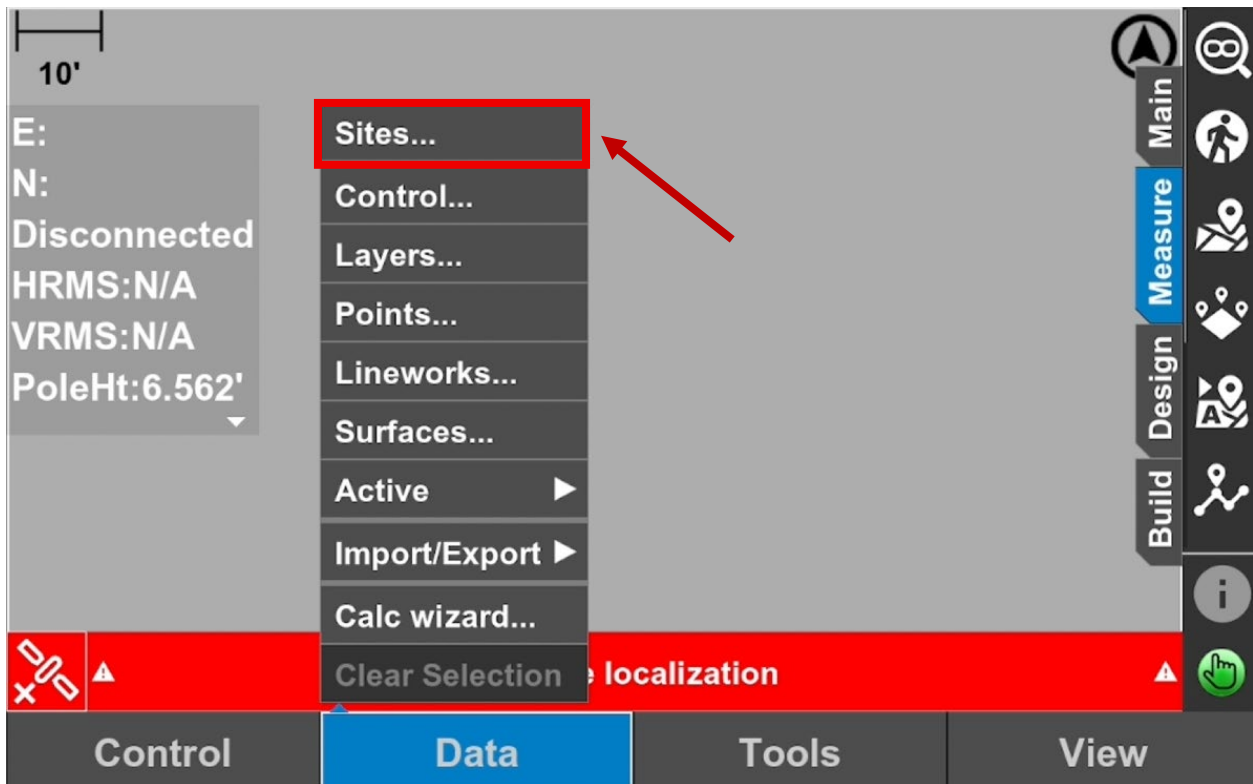 10'
E:
N:
Disconnected
HRMS:N/A
VRMS:N/A
PoleHt:6.562'
Sites...
Control...
Layers...
Points...
Lineworks...
Surfaces...
Active
Import/Export
Calc wizard...
Clear Selection
localization
Main
Measure
Design
Build
A
i
Control
Data
Tools
View